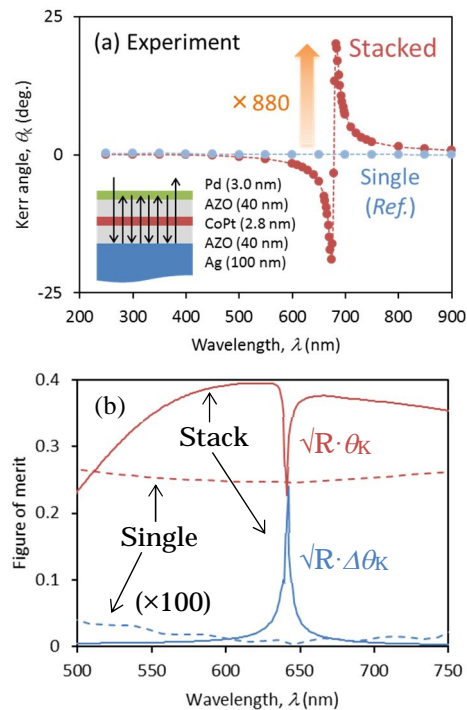 25
(a) Experiment
Stacked
× 880
Kerr angle, θK (deg.)
0
Single
(Ref.)
Pd (3.0 nm)
AZO (40 nm)
CoPt (2.8 nm)
AZO (40 nm)
Ag (100 nm)
-25
200 300 400 500 600 700 800 900
Wavelength, λ (nm)
0.4
(b)
Stack
√R·θK
0.3
Figure of merit
0.2
Single
√R·ΔθK
0.1
(×100)
0
500 550 600 650 700 750
Wavelength, λ (nm)